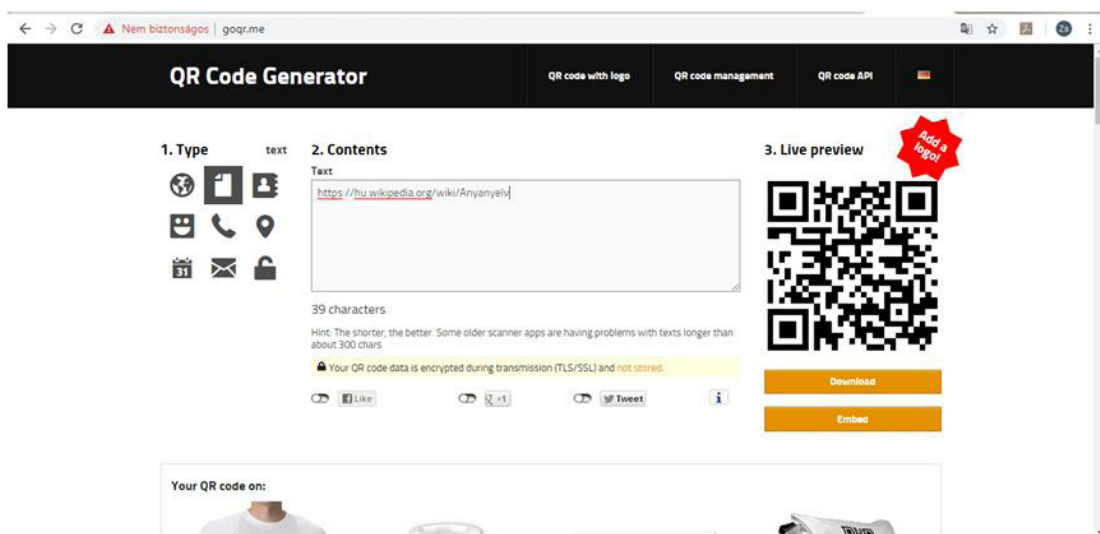 Nem biztonságos | goqr.me
Zs
QR Code Generator
QR code with logo
QR code management
QR code API
1. Type
text
2. Contents
3. Live preview
Add a
logo!
Text
https://hu.wikipedia.org/wiki/Anyanyelv
31
39 characters
Hint: The shorter, the better. Some older scanner apps are having problems with texts longer than
about 300 chars
Your QR code data is encrypted during transmission (TLS/SSL) and not stored.
Like
+1
Tweet
i
Download
Embed
Your QR code on: